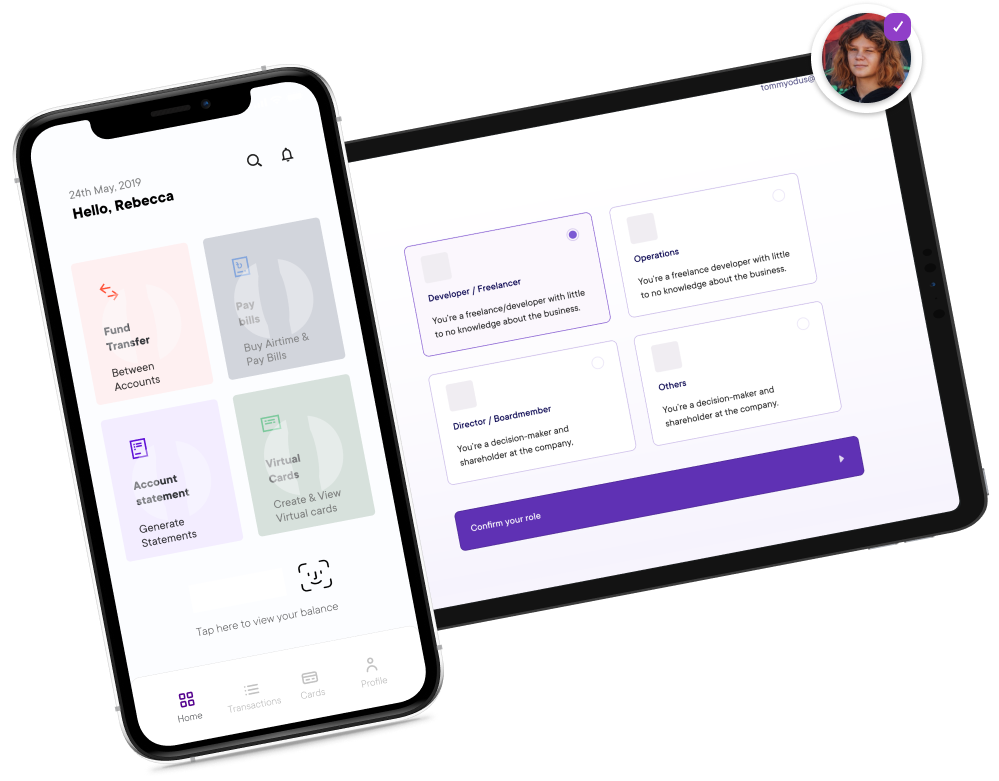 24th May, 2019
Hello, Rebecca
Fund
Transfer
Between
Accounts
Pay
bills
Buy Airtime &
Pay Bills
Account
statement
Generate
Statements
Virtual
Cards
Create & View
Virtual cards
Tap here to view your balance
Home
Transactions
Cards
Profile
tommyodus@
Developer / Freelancer
You're a freelance/developer with little
to no knowledge about the business.
Operations
You're a freelance developer with little
to no knowledge about the business.
Director / Boardmember
You're a decision-maker and
shareholder at the company.
Others
You're a decision-maker and
shareholder at the company.
Confirm your role